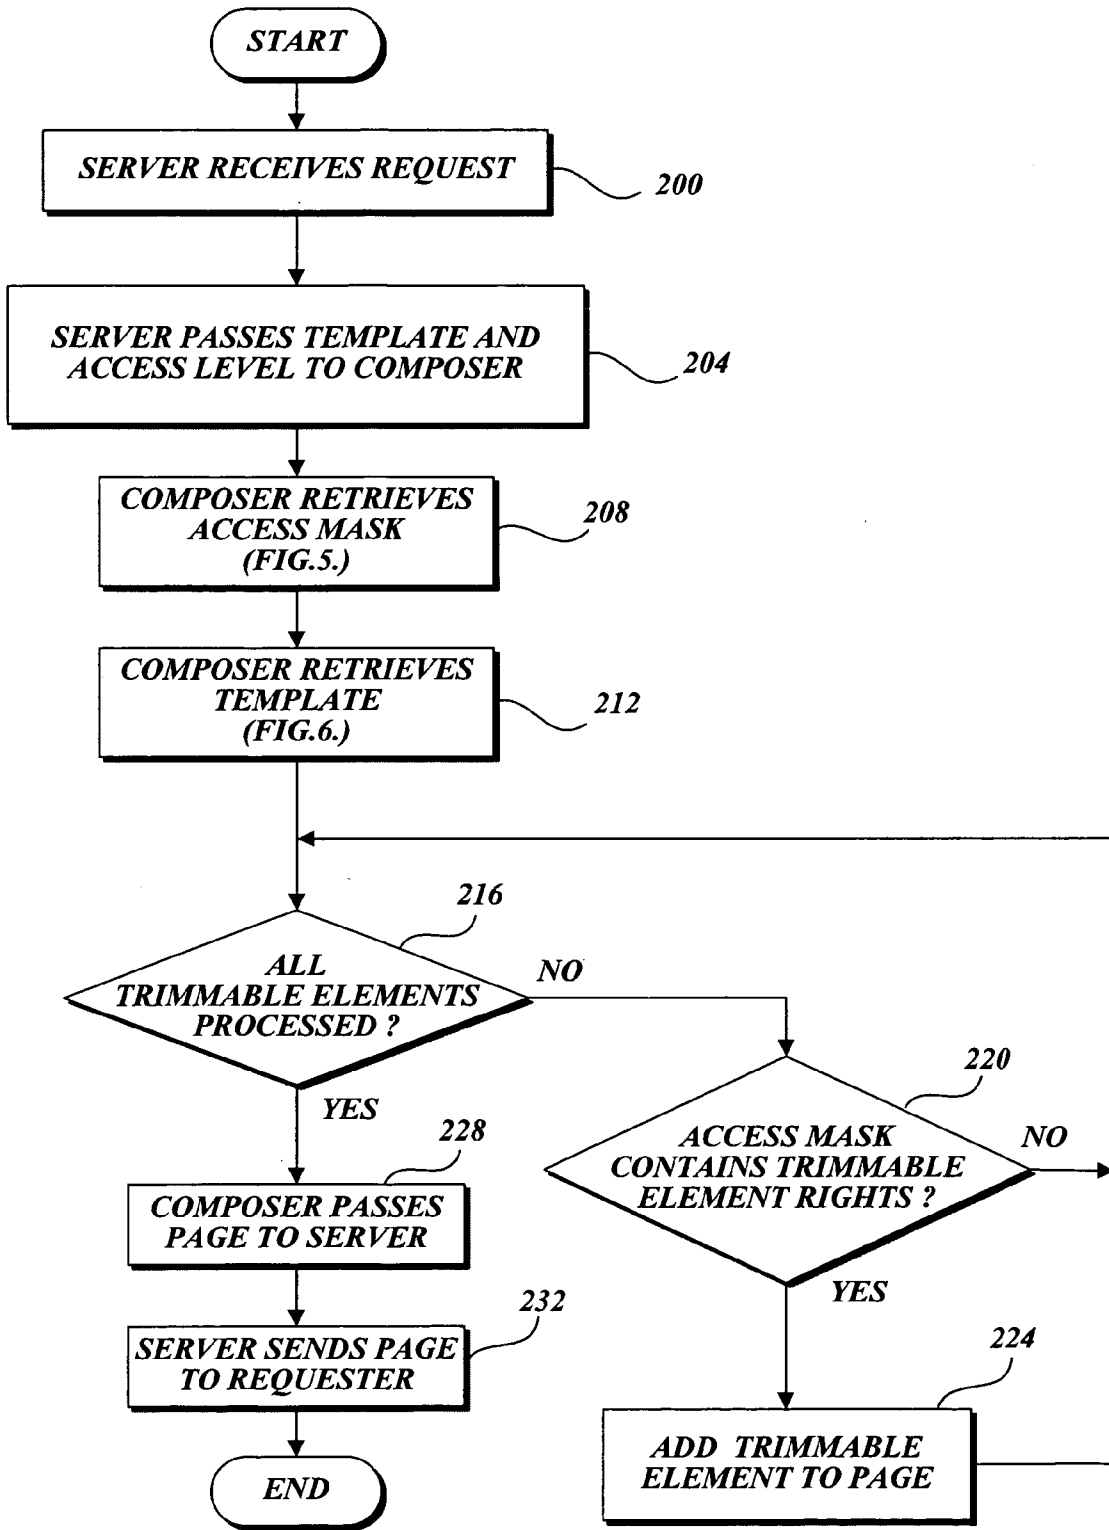 START
SERVER RECEIVES REQUEST
200
SERVER PASSES TEMPLATE AND
ACCESS LEVEL TO COMPOSER
204
COMPOSER RETRIEVES
ACCESS MASK
(FIG.5.)
208
COMPOSER RETRIEVES
TEMPLATE
(FIG.6.)
212
216
ALL
TRIMMABLE ELEMENTS
PROCESSED ?
NO
YES
220
ACCESS MASK
CONTAINS TRIMMABLE
ELEMENT RIGHTS ?
NO
YES
228
COMPOSER PASSES
PAGE TO SERVER
232
SERVER SENDS PAGE
TO REQUESTER
224
ADD TRIMMABLE
ELEMENT TO PAGE
END